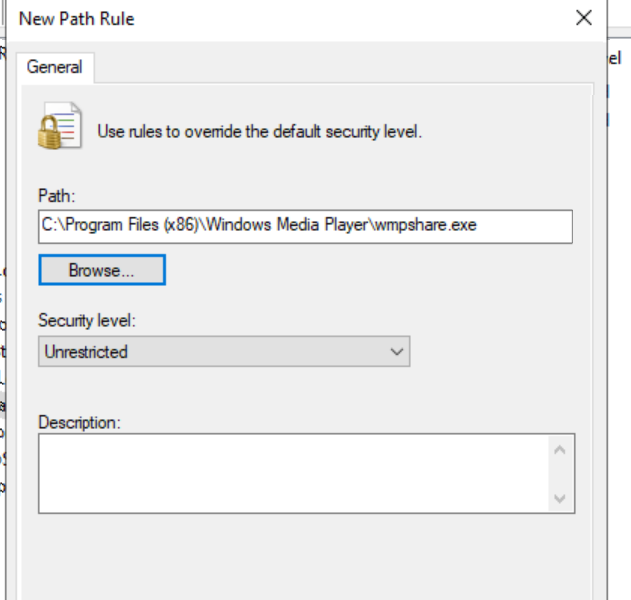 New Path Rule
General
Use rules to override the default security level.
Path:
C:\Program Files (x86)\Windows Media Player\wmpshare.exe
Browse...
Security level:
Unrestricted
Description:
el